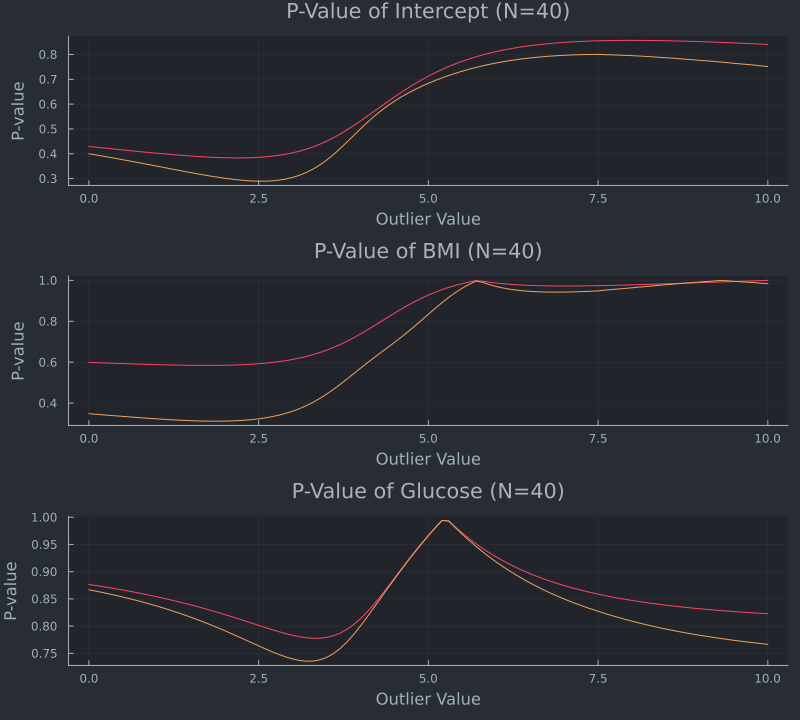 P-Value of Intercept (N=40)
P-value
0.8
0.7
0.6
0.5
0.4
0.3
0.0 2.5 5.0 7.5 10.0
Outlier Value
P-Value of BMI (N=40)
P-value
1.0
0.8
0.6
0.4
0.0 2.5 5.0 7.5 10.0
Outlier Value
P-Value of Glucose (N=40)
P-value
1.00
0.95
0.90
0.85
0.80
0.75
0.0 2.5 5.0 7.5 10.0
Outlier Value